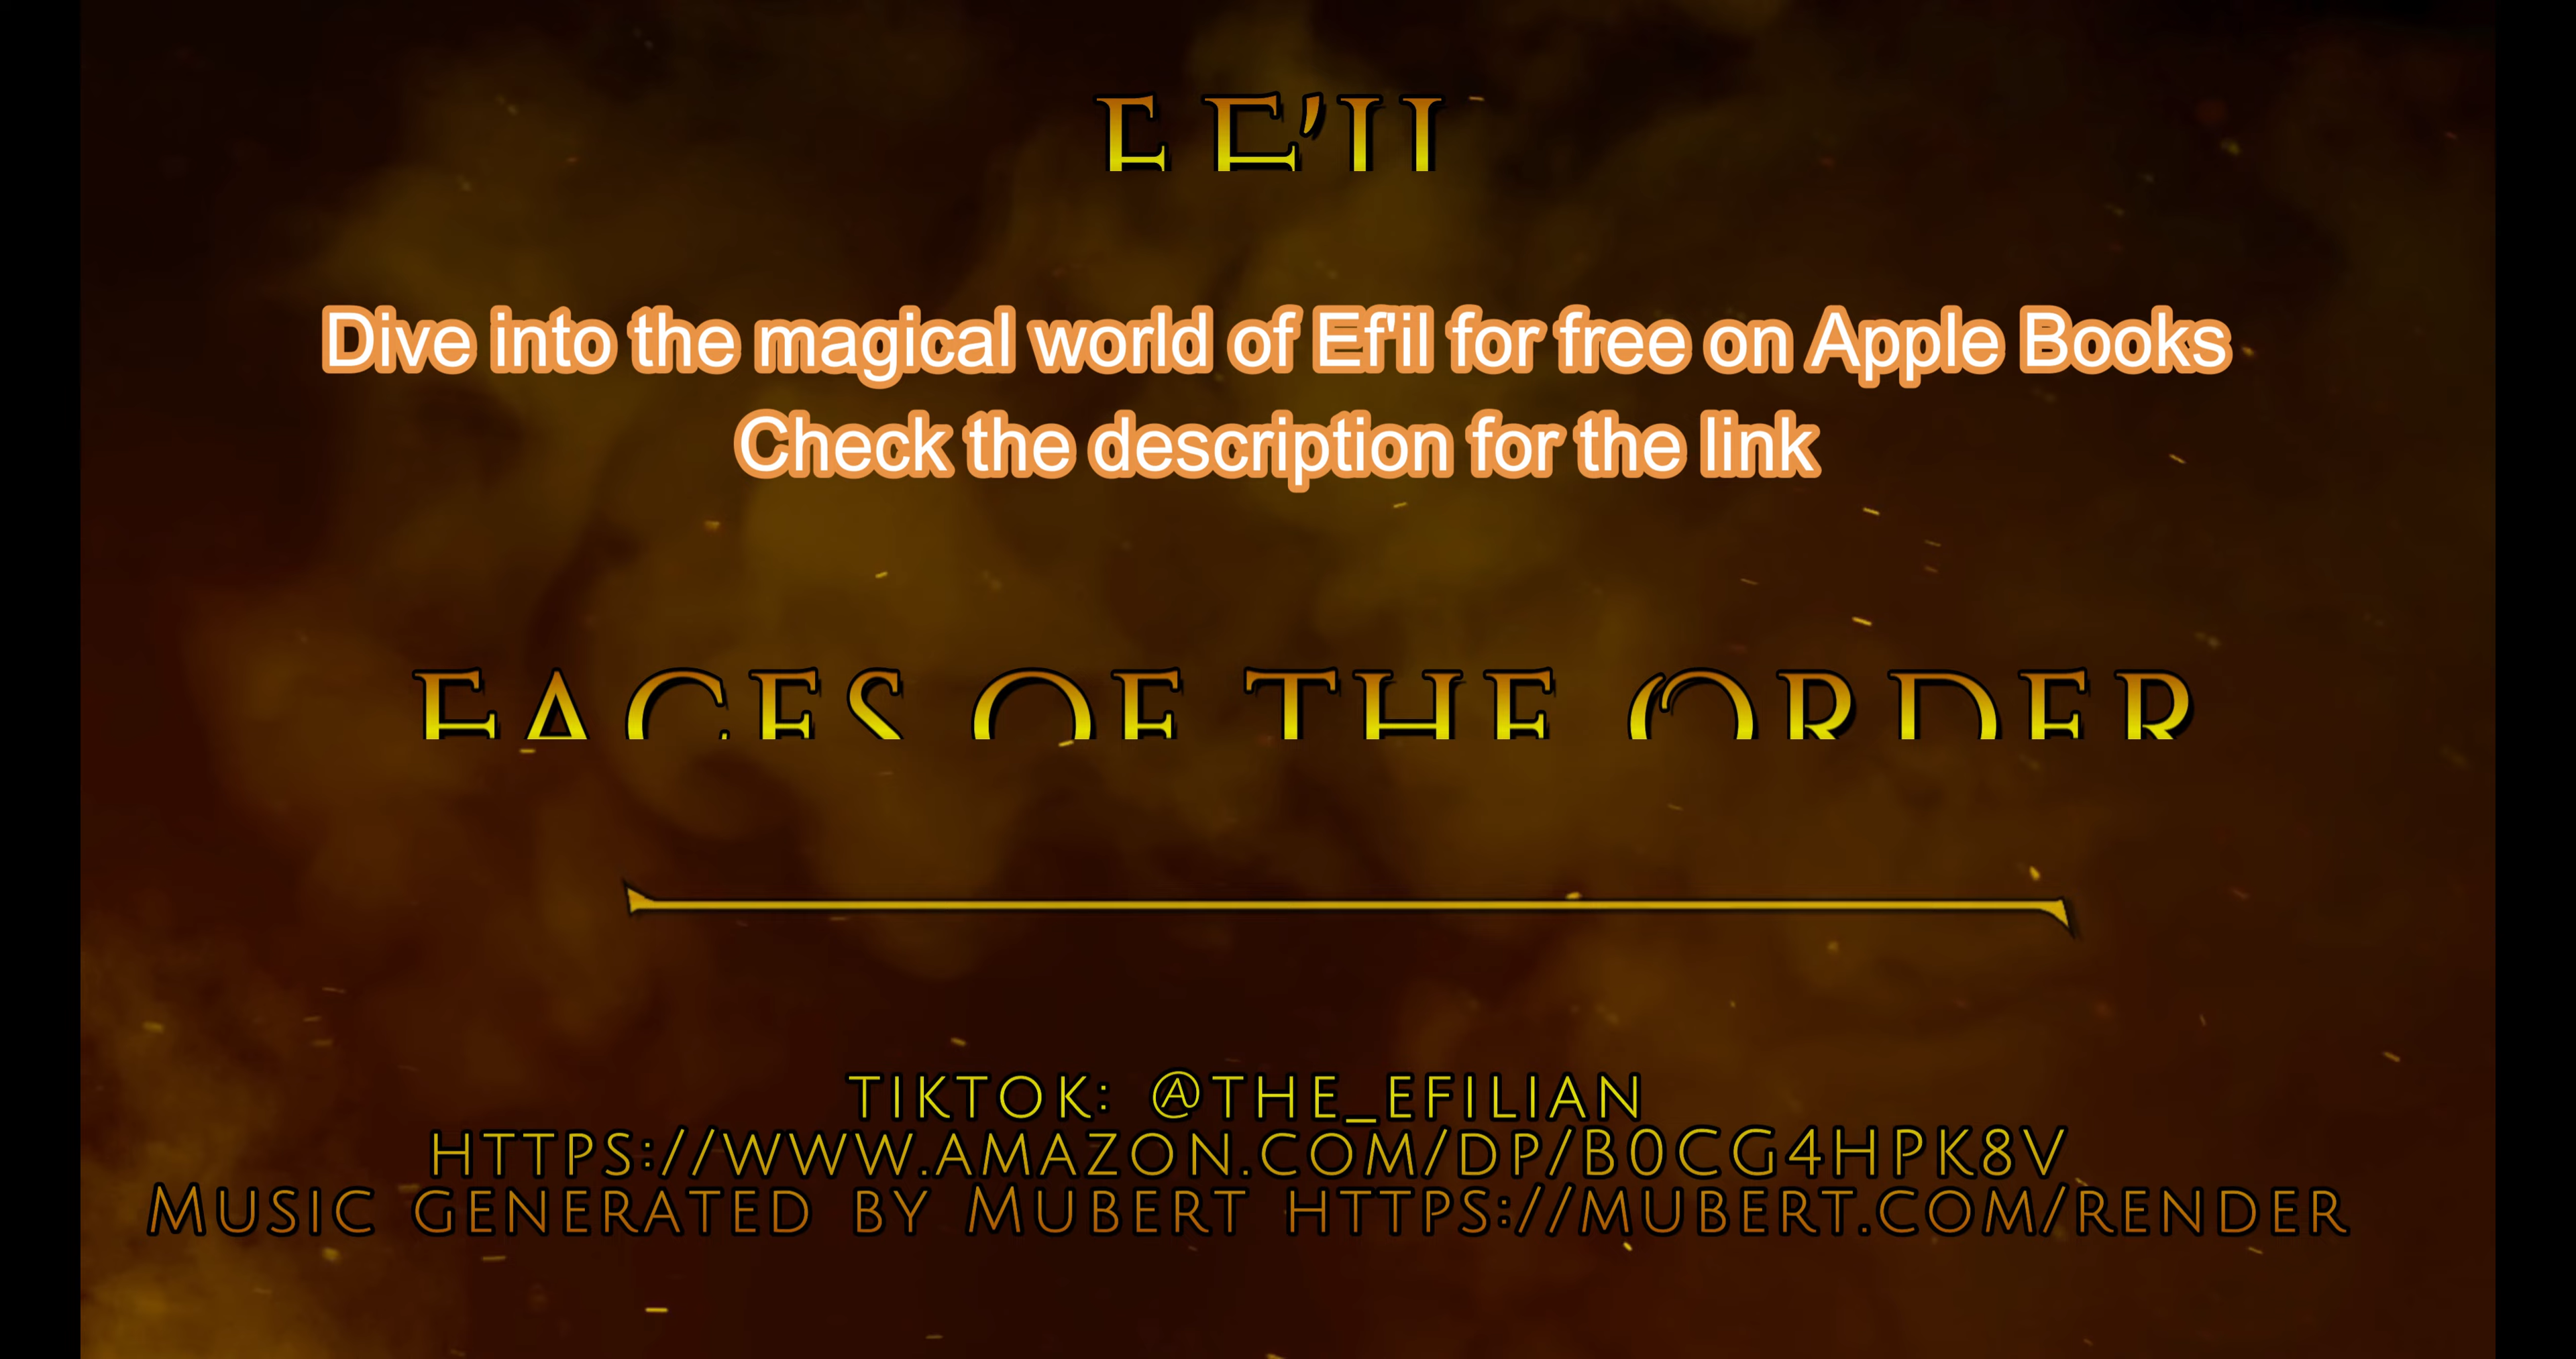 EF'IL
Dive into the magical world of Ef'il for free on Apple Books
Check the description for the link
FACES OF THE ORDER
TIKTOK: @THE_EFILIAN
HTTPS://WWW.AMAZON.COM/DP/B0CG4HPK8V
MUSIC GENERATED BY MUBERT HTTPS://MUBERT.COM/RENDER